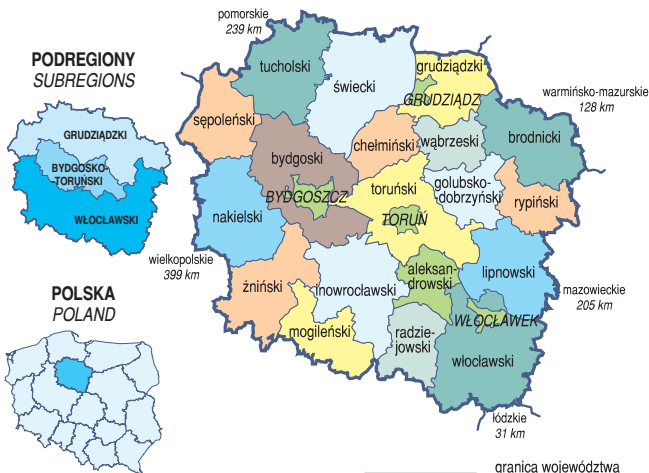 PODREGIONY
SUBREGIONS
GRUDZIĄDZKI
BYDGOSKO-
-TORUŃSKI
WŁOCŁAWSKI
POLSKA
POLAND
pomorskie
239 km
warmińsko-mazurskie
128 km
wielkopolskie
399 km
mazowieckie
205 km
łódzkie
31 km
tucholski
świecki
grudziądzki
GRUDZIĄDZ
sępoleński
chełmiński
wąbrzeski
brodnicki
bydgoski
BYDGOSZCZ
toruński
TORUŃ
golubsko-
dobrzyński
rypiński
nakielski
aleksan-
drowski
lipnowski
żniński
inowrocławski
WŁOCŁAWEK
mogileński
radzie-
jowski
włocławski
granica województwa